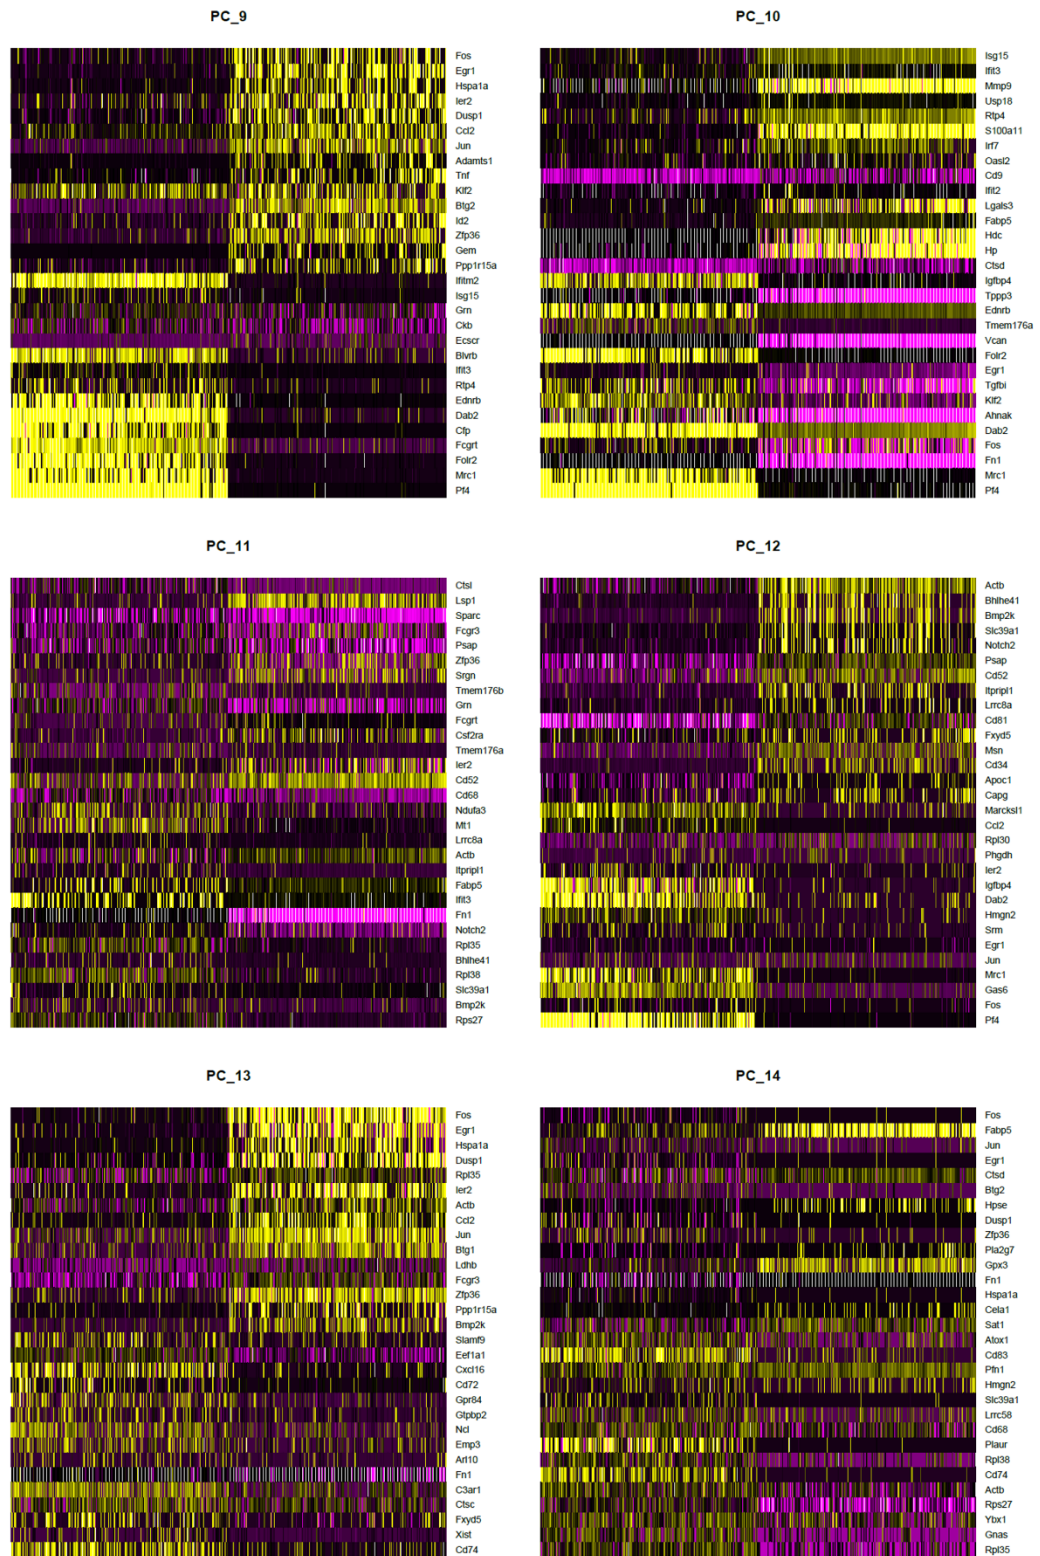 PC_9
Fos
Egr1
Hspa1a
Ier2
Dusp1
Ccl2
Jun
Adamts1
Tnf
Klf2
Btg2
Id2
Zfp36
Gem
Ppp1r15a
Ifitm2
Isg15
Grn
Ckb
Ecscr
Blvrb
Ifit3
Rtp4
Ednrb
Dab2
Cfp
Fcgrt
Folr2
Mrc1
Pf4
PC_10
Isg15
Ifit3
Mmp9
Usp18
Rtp4
S100a11
Irf7
Oasl2
Cd9
Ifit2
Lgals3
Fabp5
Hdc
Hp
Ctsd
Igfbp4
Tppp3
Ednrb
Tmem176a
Vcan
Folr2
Egr1
Tgfbi
Klf2
Ahnak
Dab2
Fos
Fn1
Mrc1
Pf4
PC_11
Ctsl
Lsp1
Sparc
Fcgr3
Psap
Zfp36
Srgn
Tmem176b
Grn
Fcgrt
Csf2ra
Tmem176a
Ier2
Cd52
Cd68
Ndufa3
Mt1
Lrrc8a
Actb
Itpripl1
Fabp5
Ifit3
Fn1
Notch2
Rpl35
Bhlhe41
Rpl38
Slc39a1
Bmp2k
Rps27
PC_12
Actb
Bhlhe41
Bmp2k
Slc39a1
Notch2
Psap
Cd52
Itpripl1
Lrrc8a
Cd81
Fxyd5
Msn
Cd34
Apoc1
Capg
Marcksl1
Ccl2
Rpl30
Phgdh
Ier2
Igfbp4
Dab2
Hmgn2
Srm
Egr1
Jun
Mrc1
Gas6
Fos
Pf4
PC_13
Fos
Egr1
Hspa1a
Dusp1
Rpl35
Ier2
Actb
Ccl2
Jun
Btg1
Ldhb
Fcgr3
Zfp36
Ppp1r15a
Bmp2k
Slamf9
Eef1a1
Cxcl16
Cd72
Gpr84
Gtpbp2
Ncl
Emp3
Arl10
Fn1
C3ar1
Ctsc
Fxyd5
Xist
Cd74
PC_14
Fos
Fabp5
Jun
Egr1
Ctsd
Btg2
Hpse
Dusp1
Zfp36
Pla2g7
Gpx3
Fn1
Hspa1a
Cela1
Sat1
Atox1
Cd83
Pfn1
Hmgn2
Slc39a1
Lrrc58
Cd68
Plaur
Rpl38
Cd74
Actb
Rps27
Ybx1
Gnas
Rpl35